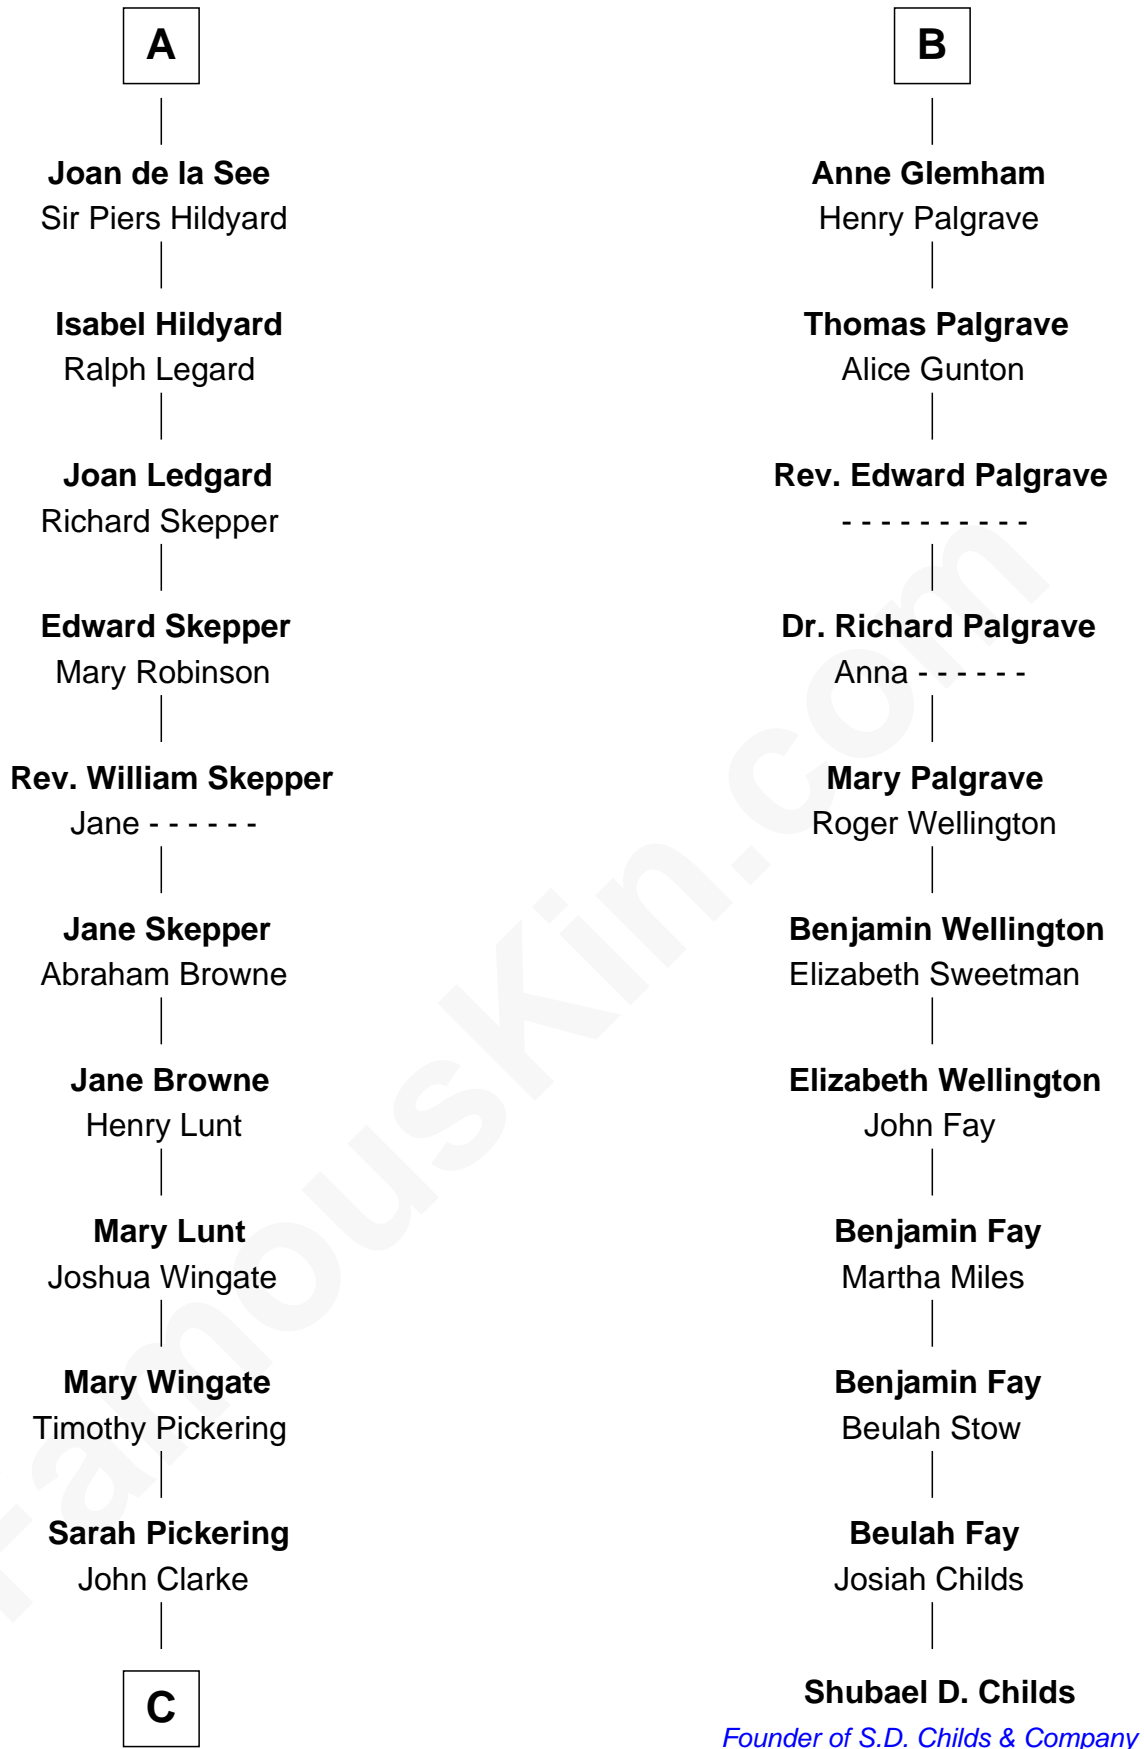 A
Joan de la See
Sir Piers Hildyard
Isabel Hildyard
Ralph Legard
Joan Ledgard
Richard Skepper
Edward Skepper
Mary Robinson
Rev. William Skepper
Jane - - - - - -
Jane Skepper
Abraham Browne
Jane Browne
Henry Lunt
Mary Lunt
Joshua Wingate
Mary Wingate
Timothy Pickering
Sarah Pickering
John Clarke
C
B
Anne Glemham
Henry Palgrave
Thomas Palgrave
Alice Gunton
Rev. Edward Palgrave
- - - - - - - - - -
Dr. Richard Palgrave
Anna - - - - - -
Mary Palgrave
Roger Wellington
Benjamin Wellington
Elizabeth Sweetman
Elizabeth Wellington
John Fay
Benjamin Fay
Martha Miles
Benjamin Fay
Beulah Stow
Beulah Fay
Josiah Childs
Shubael D. Childs
Founder of S.D. Childs & Company
FamousKin.com